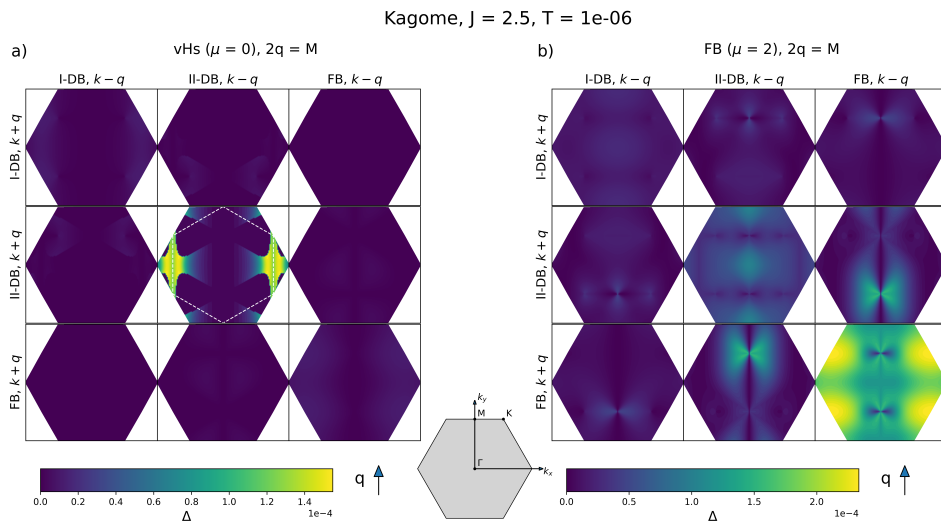 Kagome, J = 2.5, T = 1e-06
a)
vHs (μ = 0), 2q = M
I-DB, k − q
II-DB, k − q
FB, k − q
I-DB, k + q
II-DB, k + q
FB, k + q
0.0 0.2 0.4 0.6 0.8 1.0 1.2 1.4
1e−4
Δ
q
k_y
M
K
Γ
k_x
b)
FB (μ = 2), 2q = M
I-DB, k − q
II-DB, k − q
FB, k − q
I-DB, k + q
II-DB, k + q
FB, k + q
0.0 0.5 1.0 1.5 2.0
1e−4
Δ
q